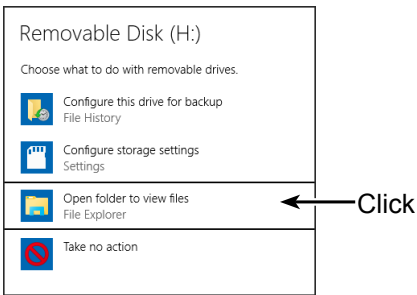 Removable Disk (H:)
Choose what to do with removable drives.
Configure this drive for backup
File History
Configure storage settings
Settings
Open folder to view files
File Explorer
Click
Take no action